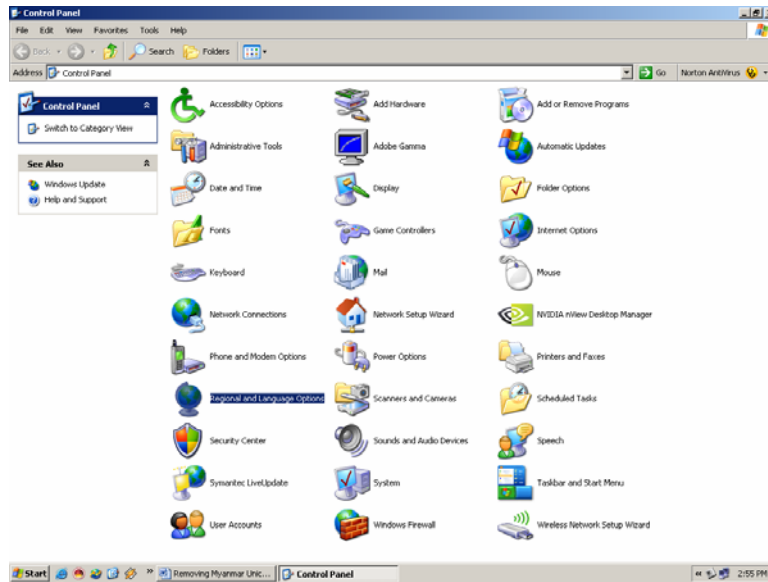 Control Panel
File Edit View Favorites Tools Help
Back Search Folders
Address Control Panel Go Norton AntiVirus
Control Panel
Switch to Category View
See Also
Windows Update
Help and Support
Accessibility Options Add Hardware Add or Remove Programs
Administrative Tools Adobe Gamma Automatic Updates
Date and Time Display Folder Options
Fonts Game Controllers Internet Options
Keyboard Mail Mouse
Network Connections Network Setup Wizard NVIDIA nView Desktop Manager
Phone and Modem Options Power Options Printers and Faxes
Regional and Language Options Scanners and Cameras Scheduled Tasks
Security Center Sounds and Audio Devices Speech
Symantec LiveUpdate System Taskbar and Start Menu
User Accounts Windows Firewall Wireless Network Setup Wizard
Start Removing Myanmar Unic... Control Panel 2:55 PM